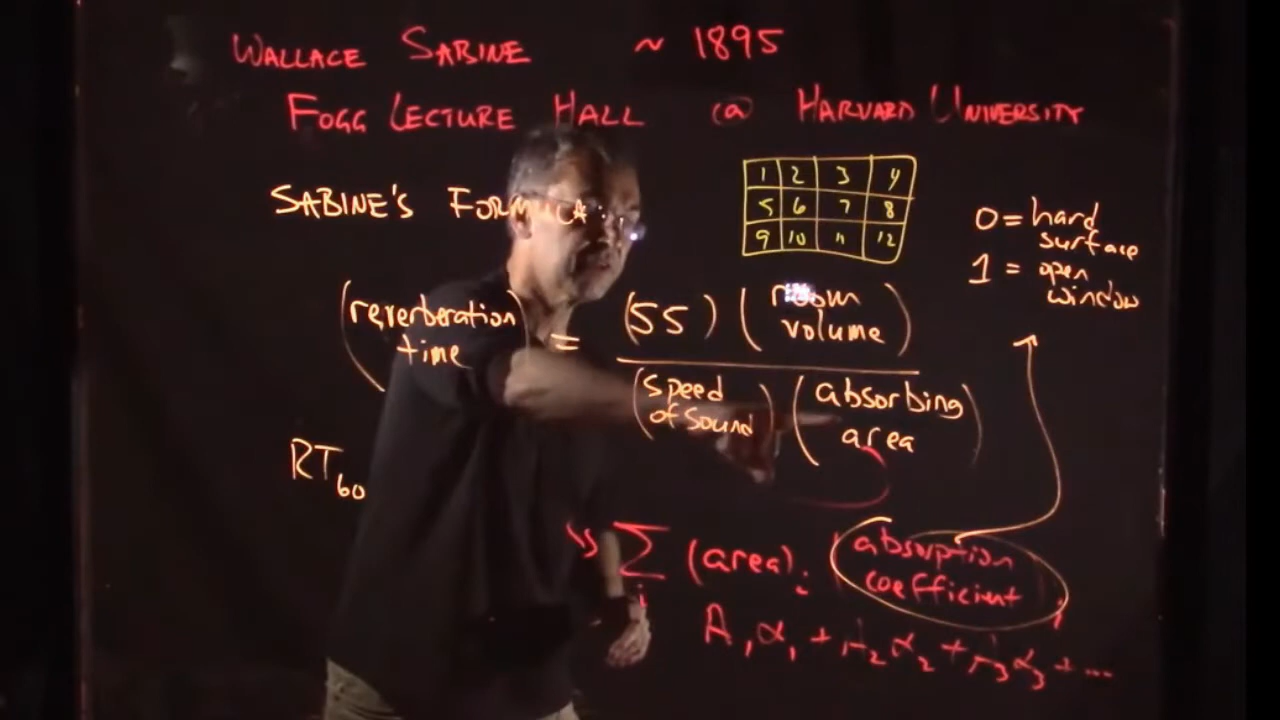 WALLACE SABINE ~ 1895
FOGG LECTURE HALL @ HARVARD UNIVERSITY
SABINE'S FORMULA
1 2 3 4
5 6 7 8
9 10 11 12
0 = hard
surface
1 = open
window
(reverberation
time) = (55) (room
volume)
(speed
of sound) (absorbing
area)
RT60
Σi (area)i (absorption
coefficient)i
A1α1 + A2α2 + A3α3 + ...